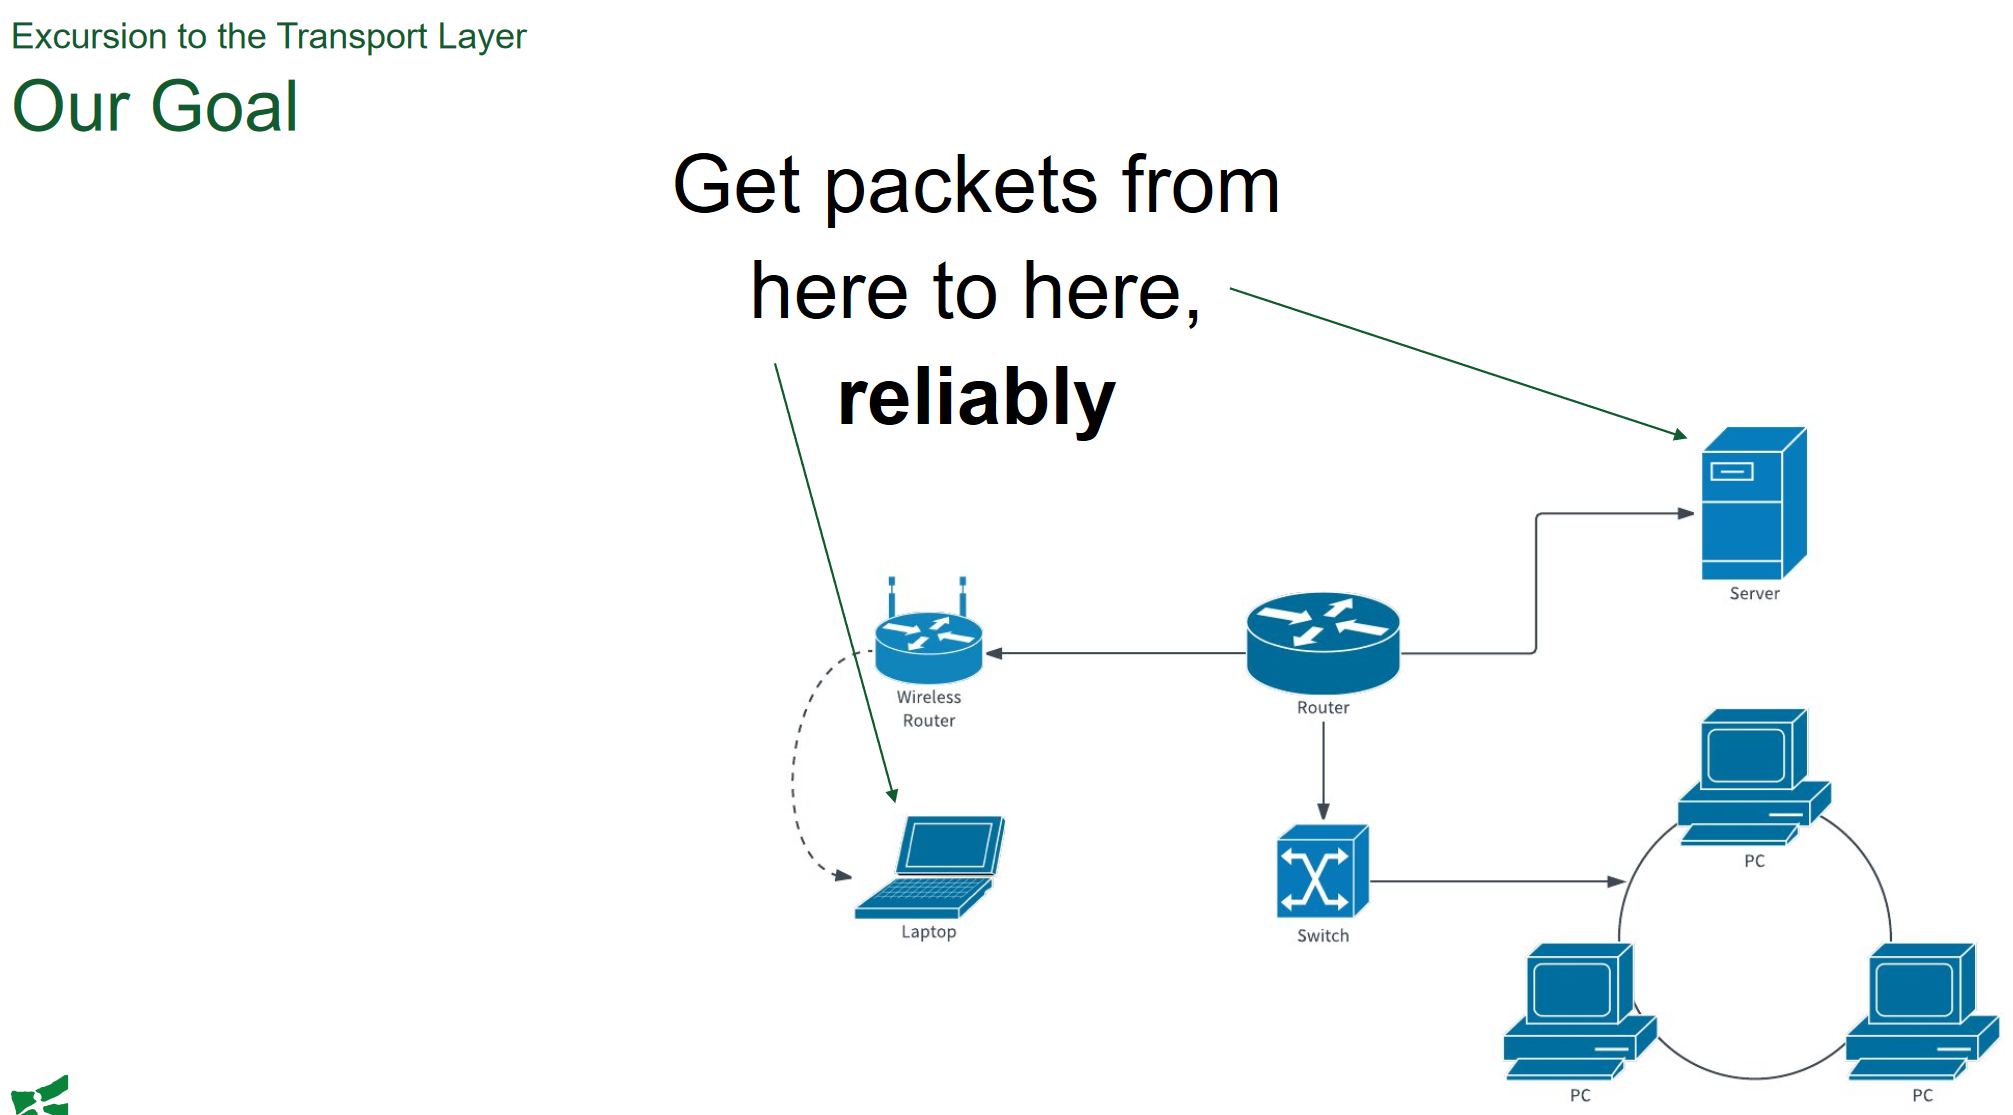 Excursion to the Transport Layer
Our Goal
Get packets from
here to here,
reliably
Server
Wireless
Router
Router
PC
Laptop
Switch
PC
PC